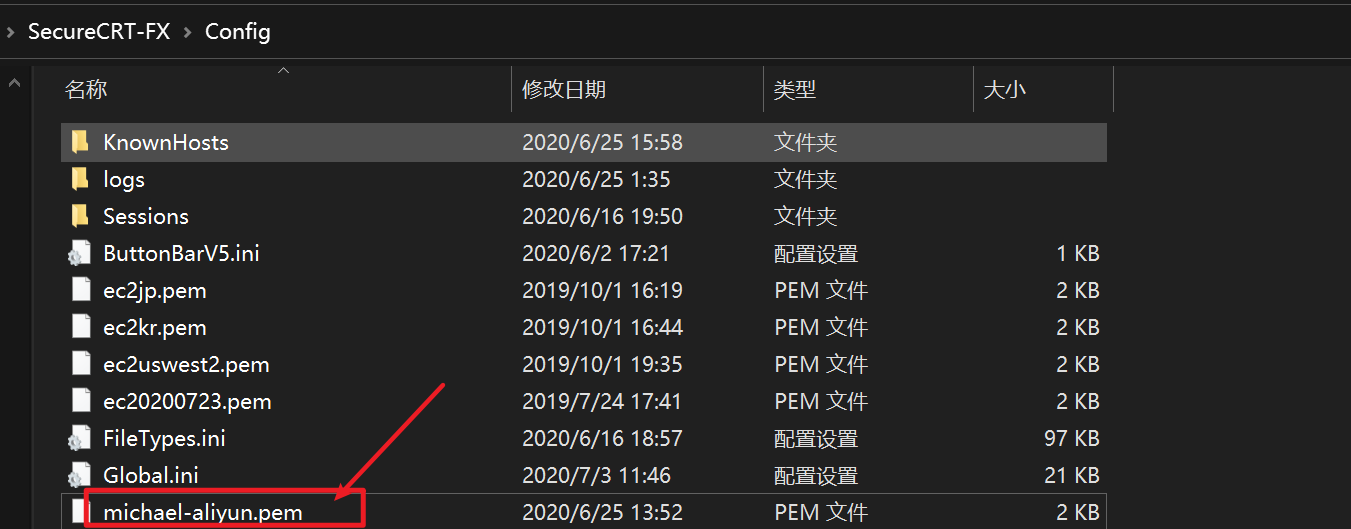 SecureCRT-FX > Config
名称 修改日期 类型 大小
KnownHosts 2020/6/25 15:58 文件夹
logs 2020/6/25 1:35 文件夹
Sessions 2020/6/16 19:50 文件夹
ButtonBarV5.ini 2020/6/2 17:21 配置设置 1 KB
ec2jp.pem 2019/10/1 16:19 PEM 文件 2 KB
ec2kr.pem 2019/10/1 16:44 PEM 文件 2 KB
ec2uswest2.pem 2019/10/1 19:35 PEM 文件 2 KB
ec20200723.pem 2019/7/24 17:41 PEM 文件 2 KB
FileTypes.ini 2020/6/16 18:57 配置设置 97 KB
Global.ini 2020/7/3 11:46 配置设置 21 KB
michael-aliyun.pem 2020/6/25 13:52 PEM 文件 2 KB